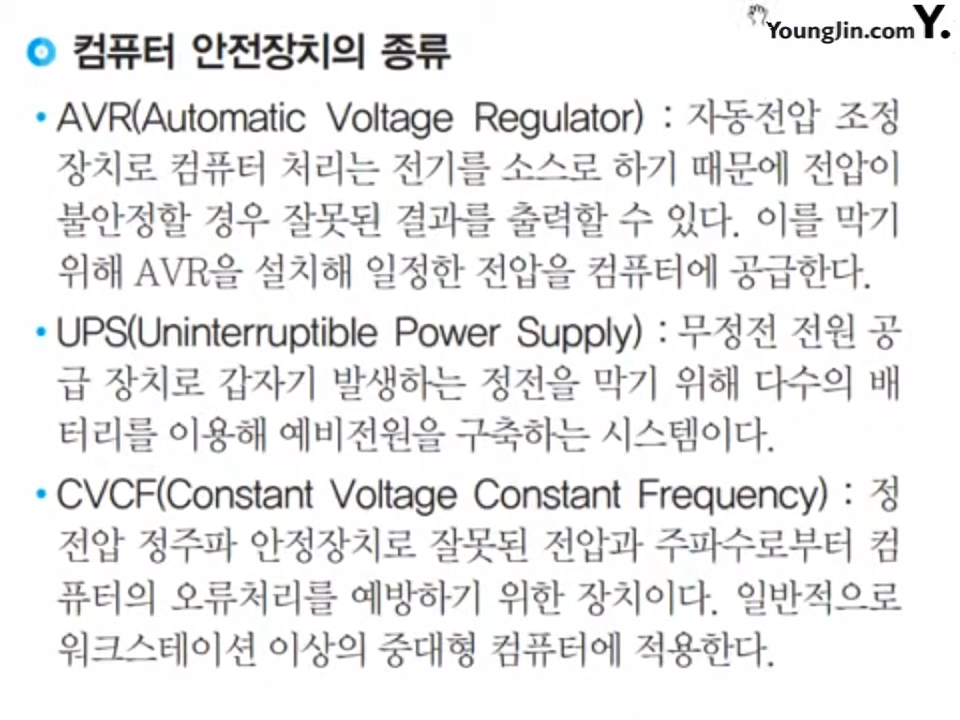 YoungJin.com Y.
컴퓨터 안전장치의 종류
• AVR(Automatic Voltage Regulator) : 자동전압 조정
장치로 컴퓨터 처리는 전기를 소스로 하기 때문에 전압이
불안정할 경우 잘못된 결과를 출력할 수 있다. 이를 막기
위해 AVR을 설치해 일정한 전압을 컴퓨터에 공급한다.
• UPS(Uninterruptible Power Supply) : 무정전 전원 공
급 장치로 갑자기 발생하는 정전을 막기 위해 다수의 배
터리를 이용해 예비전원을 구축하는 시스템이다.
• CVCF(Constant Voltage Constant Frequency) : 정
전압 정주파 안정장치로 잘못된 전압과 주파수로부터 컴
퓨터의 오류처리를 예방하기 위한 장치이다. 일반적으로
워크스테이션 이상의 중대형 컴퓨터에 적용한다.